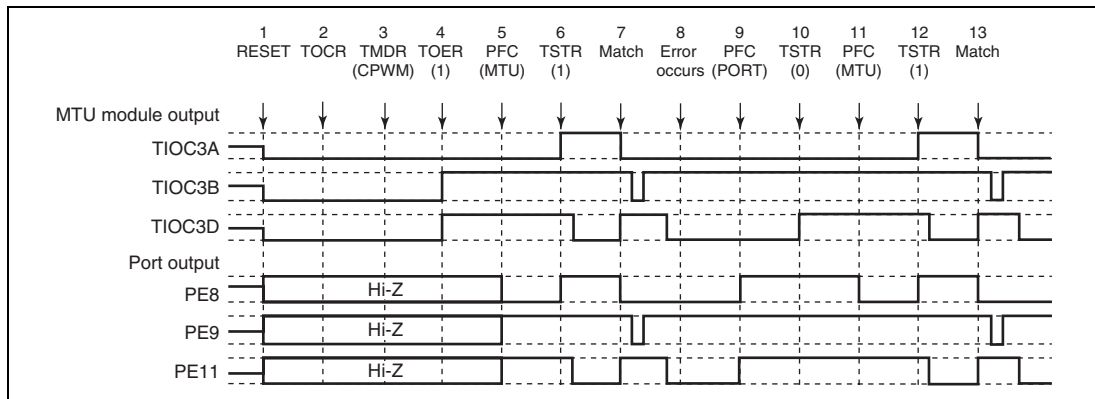 1 2 3 4 5 6 7 8 9 10 11 12 13
RESET TOCR TMDR TOER PFC TSTR Match Error PFC TSTR PFC TSTR Match
(CPWM) (1) (MTU) (1) occurs (PORT) (0) (MTU) (1)
MTU module output
TIOC3A
TIOC3B
TIOC3D
Port output
PE8 Hi-Z
PE9 Hi-Z
PE11 Hi-Z